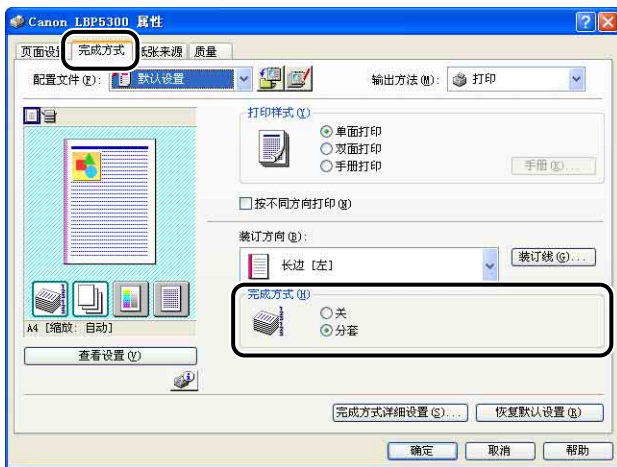 Canon LBP5300 属性
页面设 完成方式 纸张来源 质量
配置文件(F): 默认设置 输出方法(M): 打印
打印样式(Y)
单面打印
双面打印
手册打印 手册(K)...
按不同方向打印(N)
装订方向(B):
长边 [左] 装订线(G)...
完成方式(H)
关
分套
A4 [缩放: 自动]
查看设置(V)
完成方式详细设置(S)... 恢复默认设置(R)
确定 取消 帮助